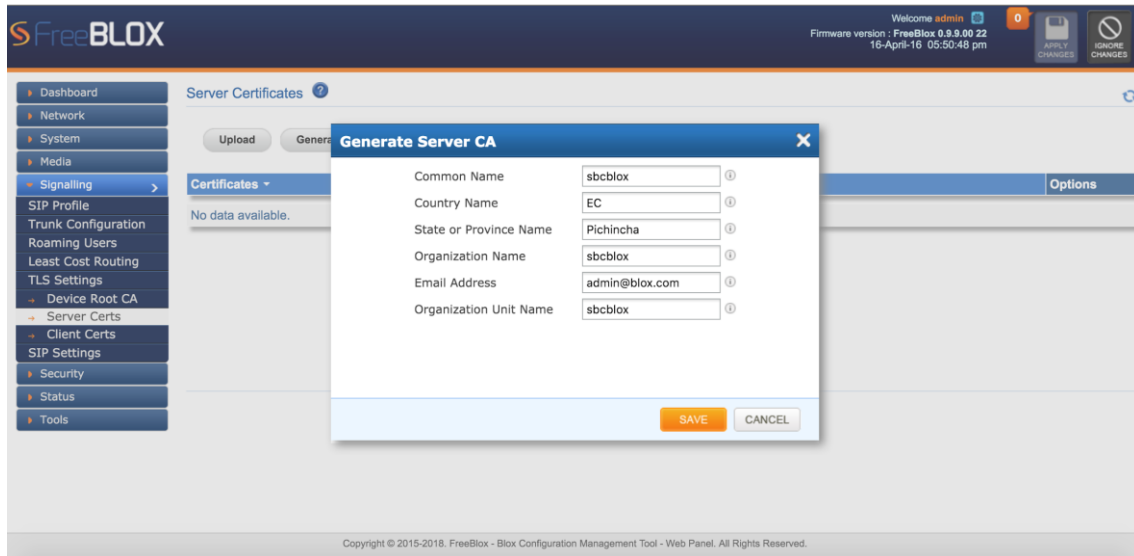 FreeBLOX
Welcome admin
Firmware version : FreeBlox 0.9.9.00 22
16-April-16 05:50:48 pm
0
APPLY CHANGES
IGNORE CHANGES
Dashboard
Network
System
Media
Signalling
SIP Profile
Trunk Configuration
Roaming Users
Least Cost Routing
TLS Settings
Device Root CA
Server Certs
Client Certs
SIP Settings
Security
Status
Tools
Server Certificates ?
Upload
Genera
Certificates
Options
No data available.
Generate Server CA
Common Name sbcblox
Country Name EC
State or Province Name Pichincha
Organization Name sbcblox
Email Address admin@blox.com
Organization Unit Name sbcblox
SAVE CANCEL
Copyright © 2015-2018. FreeBlox - Blox Configuration Management Tool - Web Panel. All Rights Reserved.